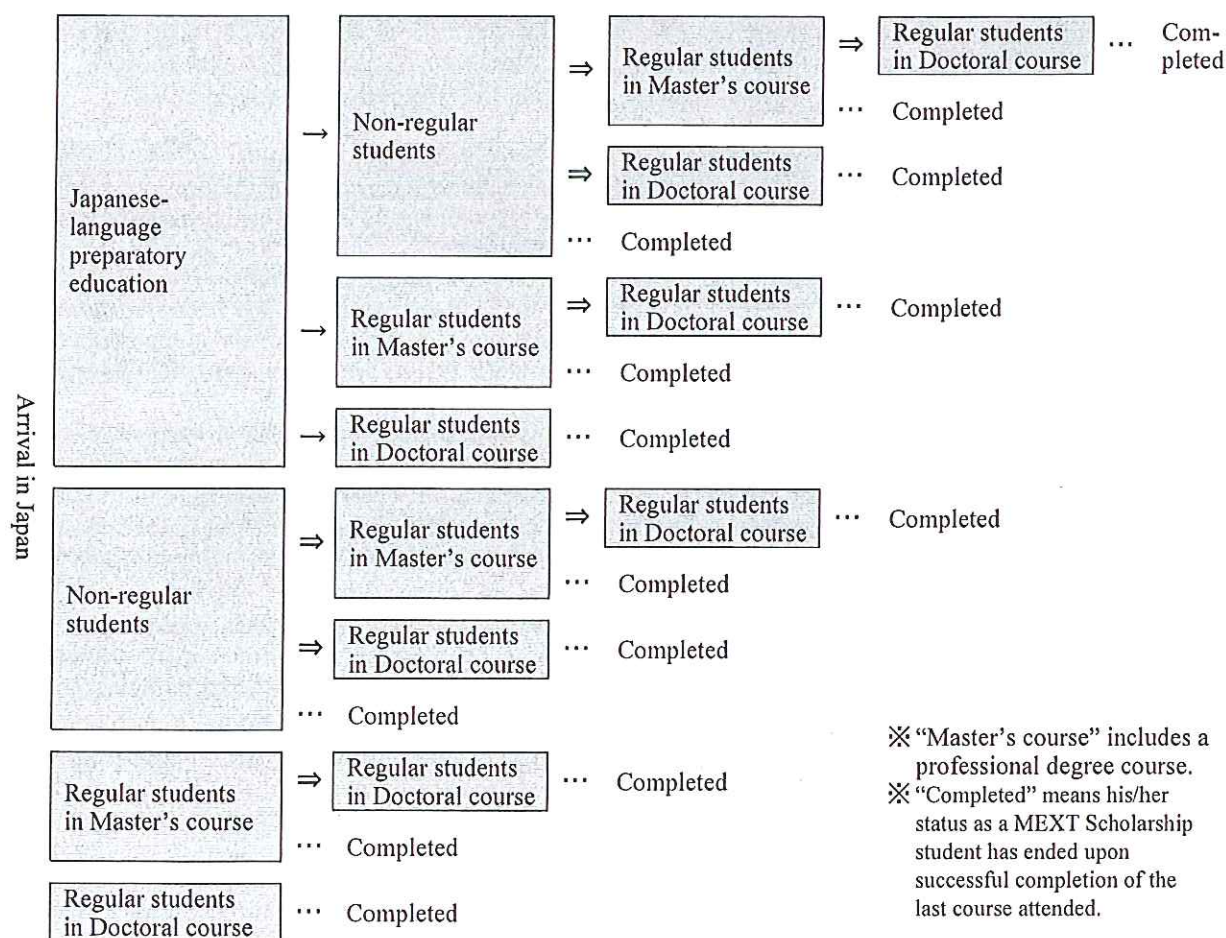 Arrival in Japan
Japanese-
language
preparatory
education
→
Non-regular
students
⇒
Regular students
in Master's course
⇒
Regular students
in Doctoral course
… Com-
pleted
… Completed
⇒
Regular students
in Doctoral course
… Completed
… Completed
→
Regular students
in Master's course
⇒
Regular students
in Doctoral course
… Completed
… Completed
→
Regular students
in Doctoral course
… Completed
Non-regular
students
⇒
Regular students
in Master's course
⇒
Regular students
in Doctoral course
… Completed
… Completed
⇒
Regular students
in Doctoral course
… Completed
… Completed
Regular students
in Master's course
⇒
Regular students
in Doctoral course
… Completed
… Completed
Regular students
in Doctoral course
… Completed
※ “Master's course” includes a
professional degree course.
※ “Completed” means his/her
status as a MEXT Scholarship
student has ended upon
successful completion of the
last course attended.